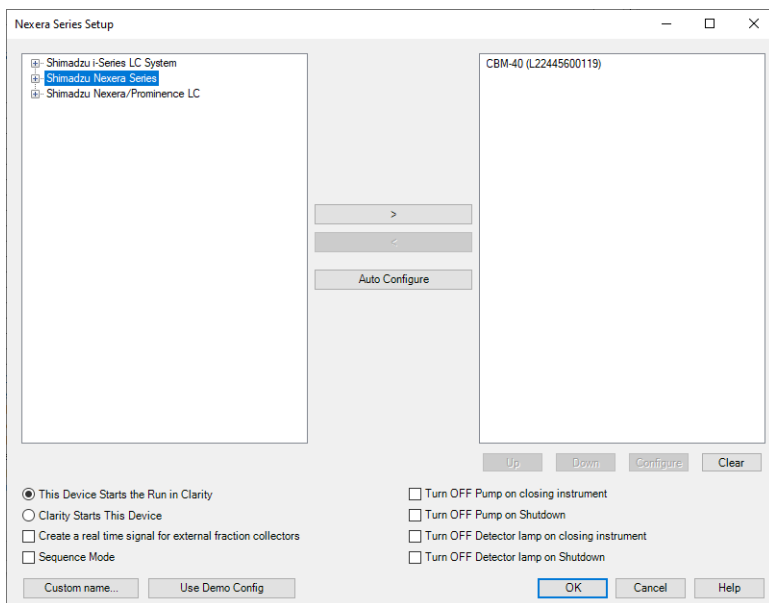 Nexera Series Setup
Shimadzu i-Series LC System
Shimadzu Nexera Series
Shimadzu Nexera/Prominence LC
CBM-40 (L22445600119)
>
<
Auto Configure
Up Down Configure Clear
This Device Starts the Run in Clarity
Clarity Starts This Device
Create a real time signal for external fraction collectors
Sequence Mode
Turn OFF Pump on closing instrument
Turn OFF Pump on Shutdown
Turn OFF Detector lamp on closing instrument
Turn OFF Detector lamp on Shutdown
Custom name... Use Demo Config OK Cancel Help